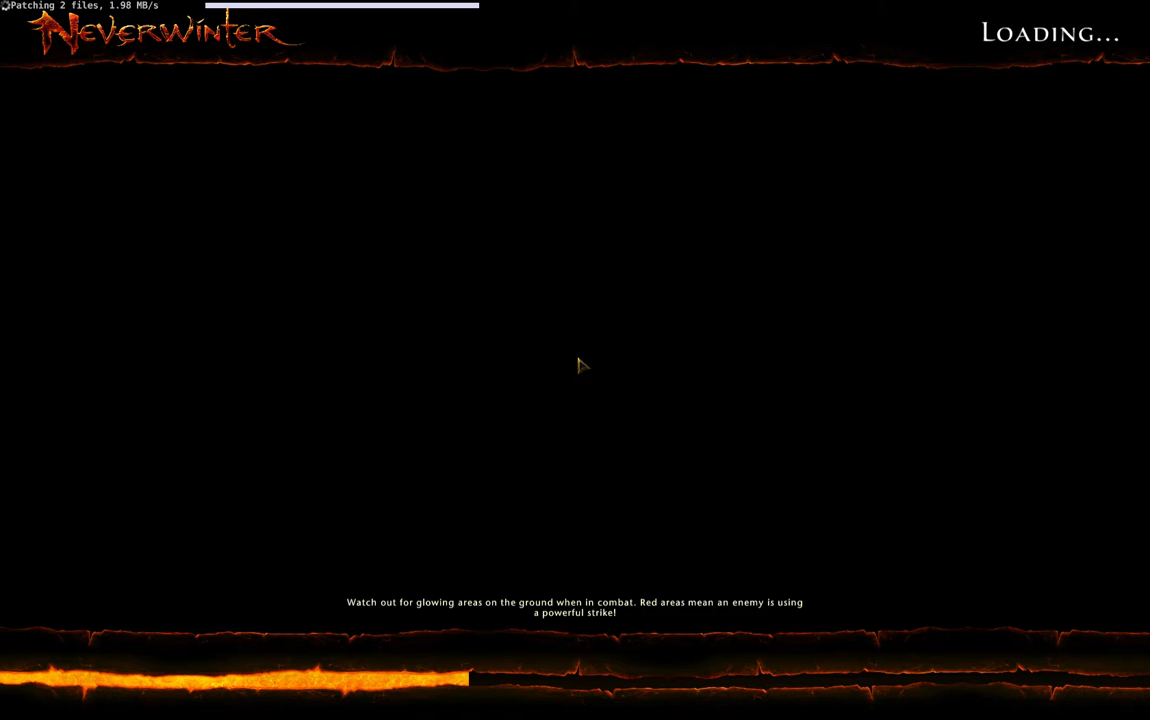 Patching 2 files, 1.98 MB/s
NEVERWINTER
LOADING...
Watch out for glowing areas on the ground when in combat. Red areas mean an enemy is using
a powerful strike!